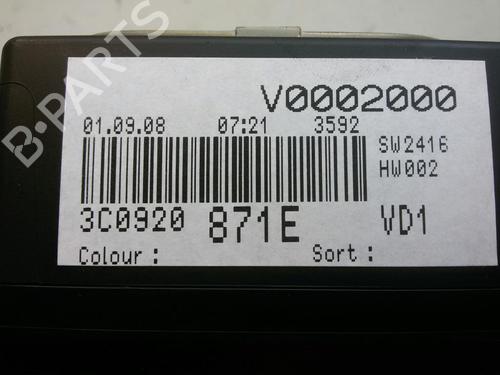 V0002000
01.09.08 07:21 3592
SW2416
HW002
3C0920 871E VD1
Colour : Sort :
B-PARTS